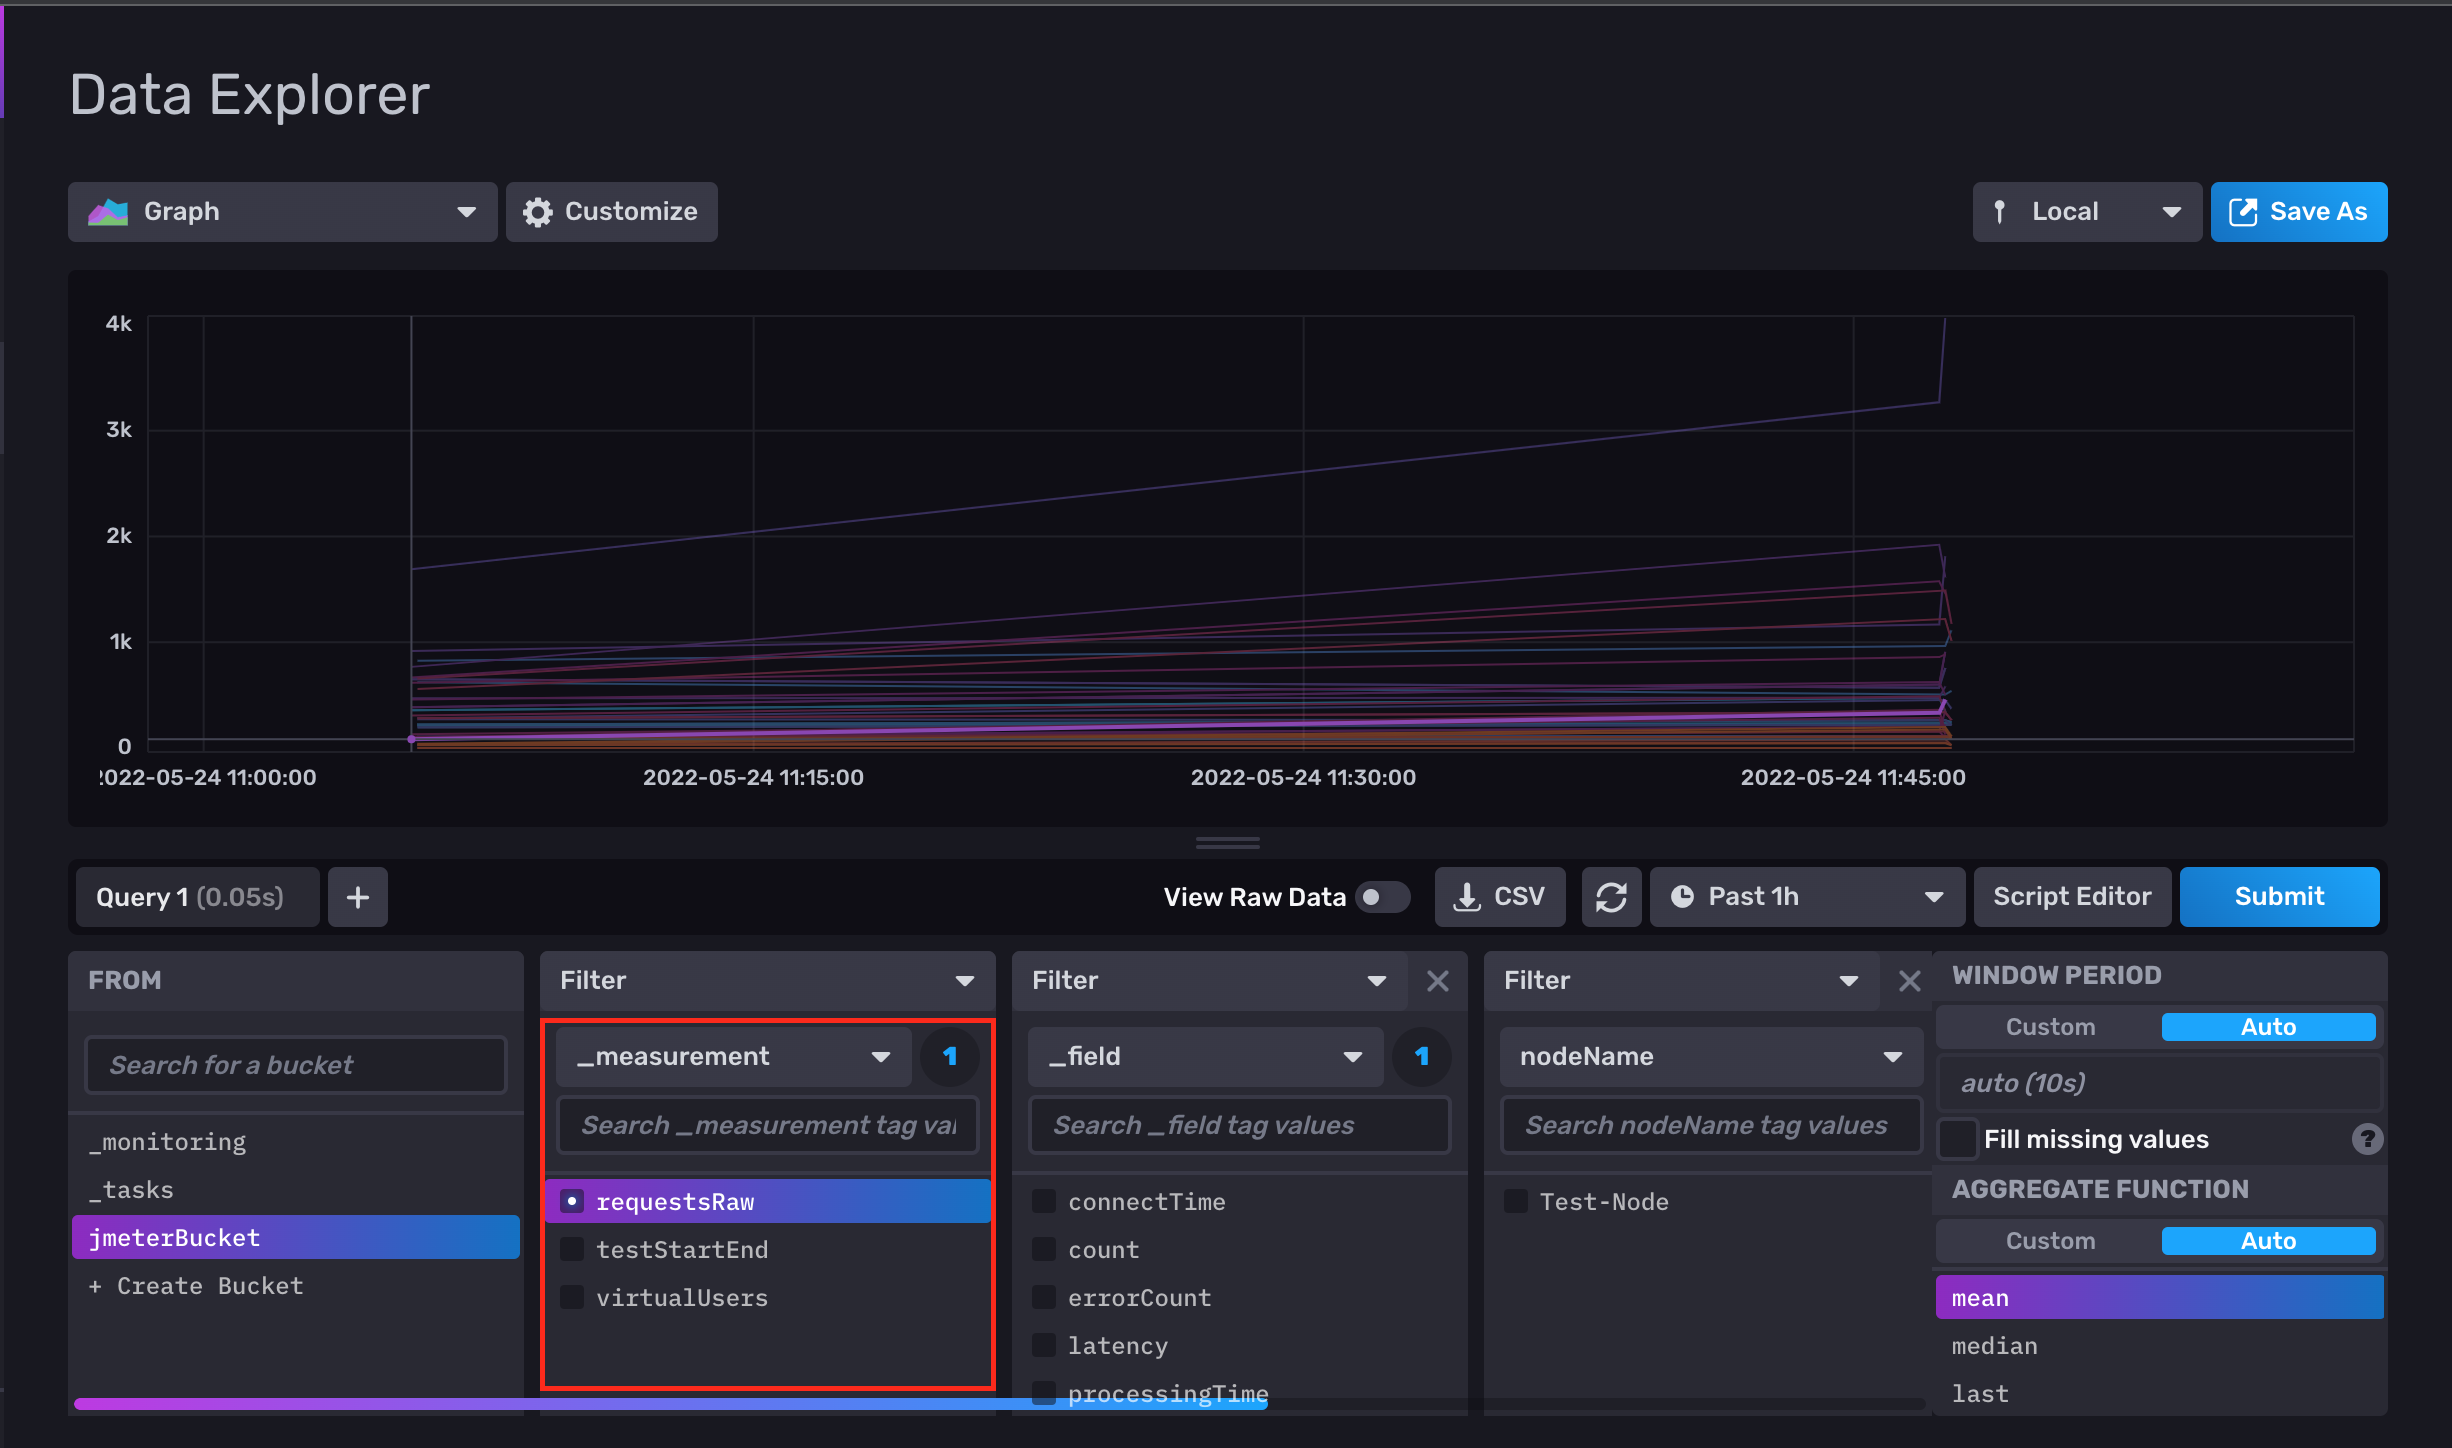 Data Explorer
Graph
Customize
Local
Save As
4k
3k
2k
1k
0
2022-05-24 11:00:00
2022-05-24 11:15:00
2022-05-24 11:30:00
2022-05-24 11:45:00
Query 1 (0.05s)
+
View Raw Data
CSV
Past 1h
Script Editor
Submit
FROM
Search for a bucket
_monitoring
_tasks
jmeterBucket
+ Create Bucket
Filter
_measurement
1
Search _measurement tag val
requestsRaw
testStartEnd
virtualUsers
Filter
_field
1
Search _field tag values
connectTime
count
errorCount
latency
processingTime
Filter
nodeName
Search nodeName tag values
Test-Node
WINDOW PERIOD
Custom
Auto
auto (10s)
Fill missing values
?
AGGREGATE FUNCTION
Custom
Auto
mean
median
last